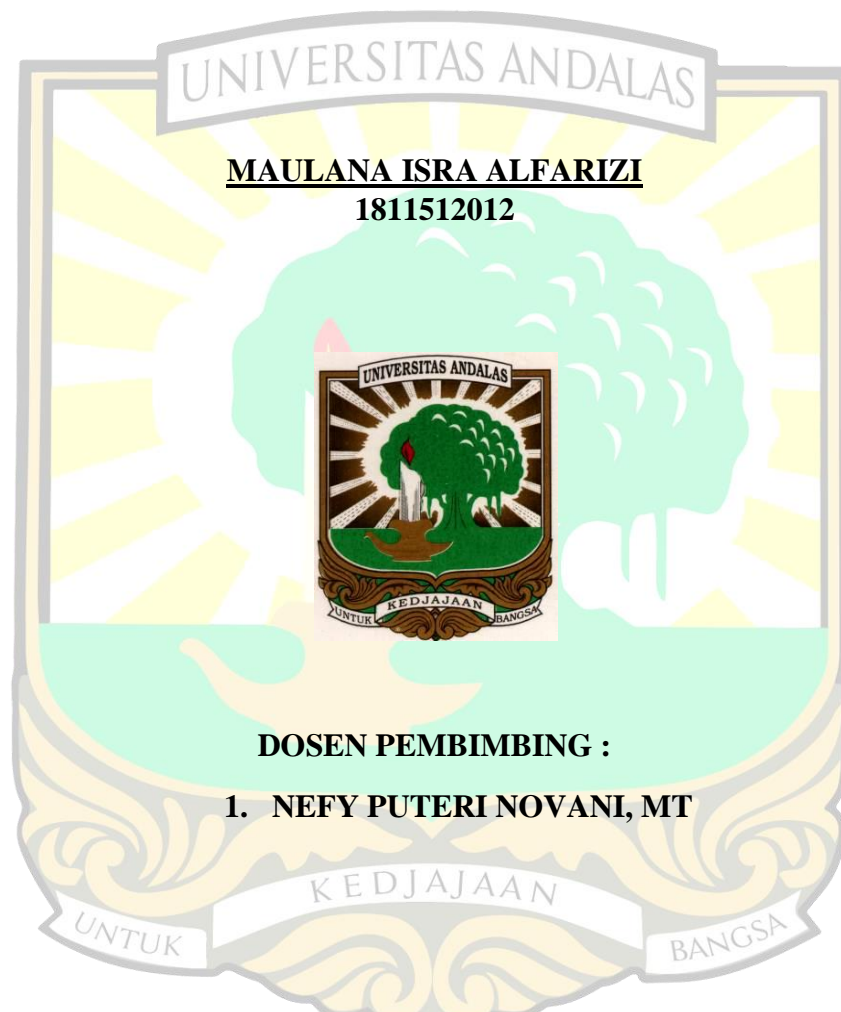 UNIVERSITAS ANDALAS
MAULANA ISRA ALFARIZI
1811512012
UNIVERSITAS ANDALAS
UNTUK KEDJAJAAN BANGSA
DOSEN PEMBIMBING :
1. NEFY PUTERI NOVANI, MT
UNTUK KEDJAJAAN BANGSA